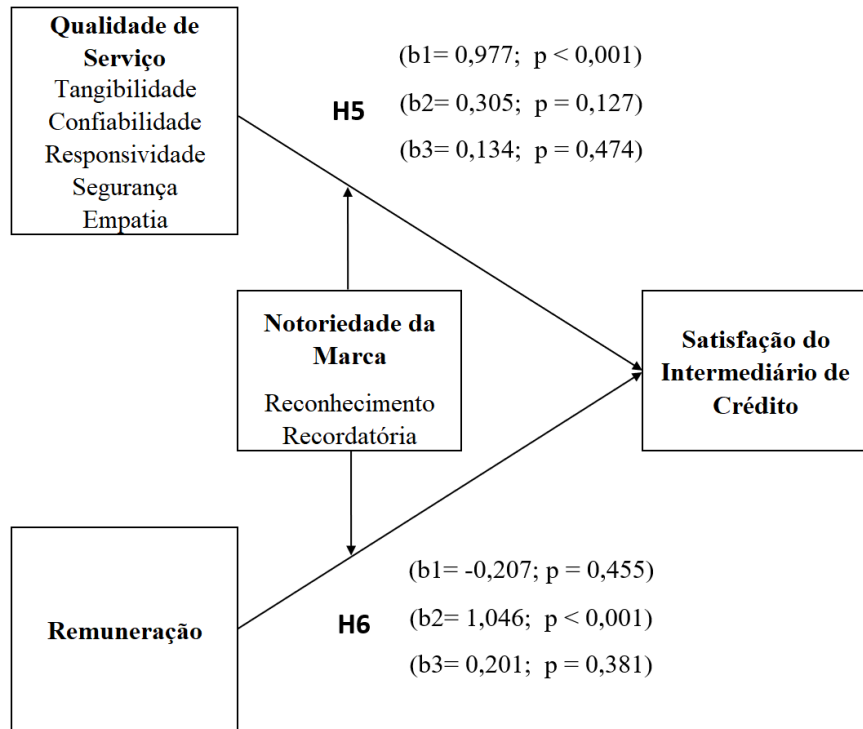 Qualidade de
Serviço
Tangibilidade
Confiabilidade
Responsividade
Segurança
Empatia
H5
(b1= 0,977; p < 0,001)
(b2= 0,305; p = 0,127)
(b3= 0,134; p = 0,474)
Notoriedade da
Marca
Reconhecimento
Recordatória
Satisfação do
Intermediário de
Crédito
Remuneração
H6
(b1= -0,207; p = 0,455)
(b2= 1,046; p < 0,001)
(b3= 0,201; p = 0,381)